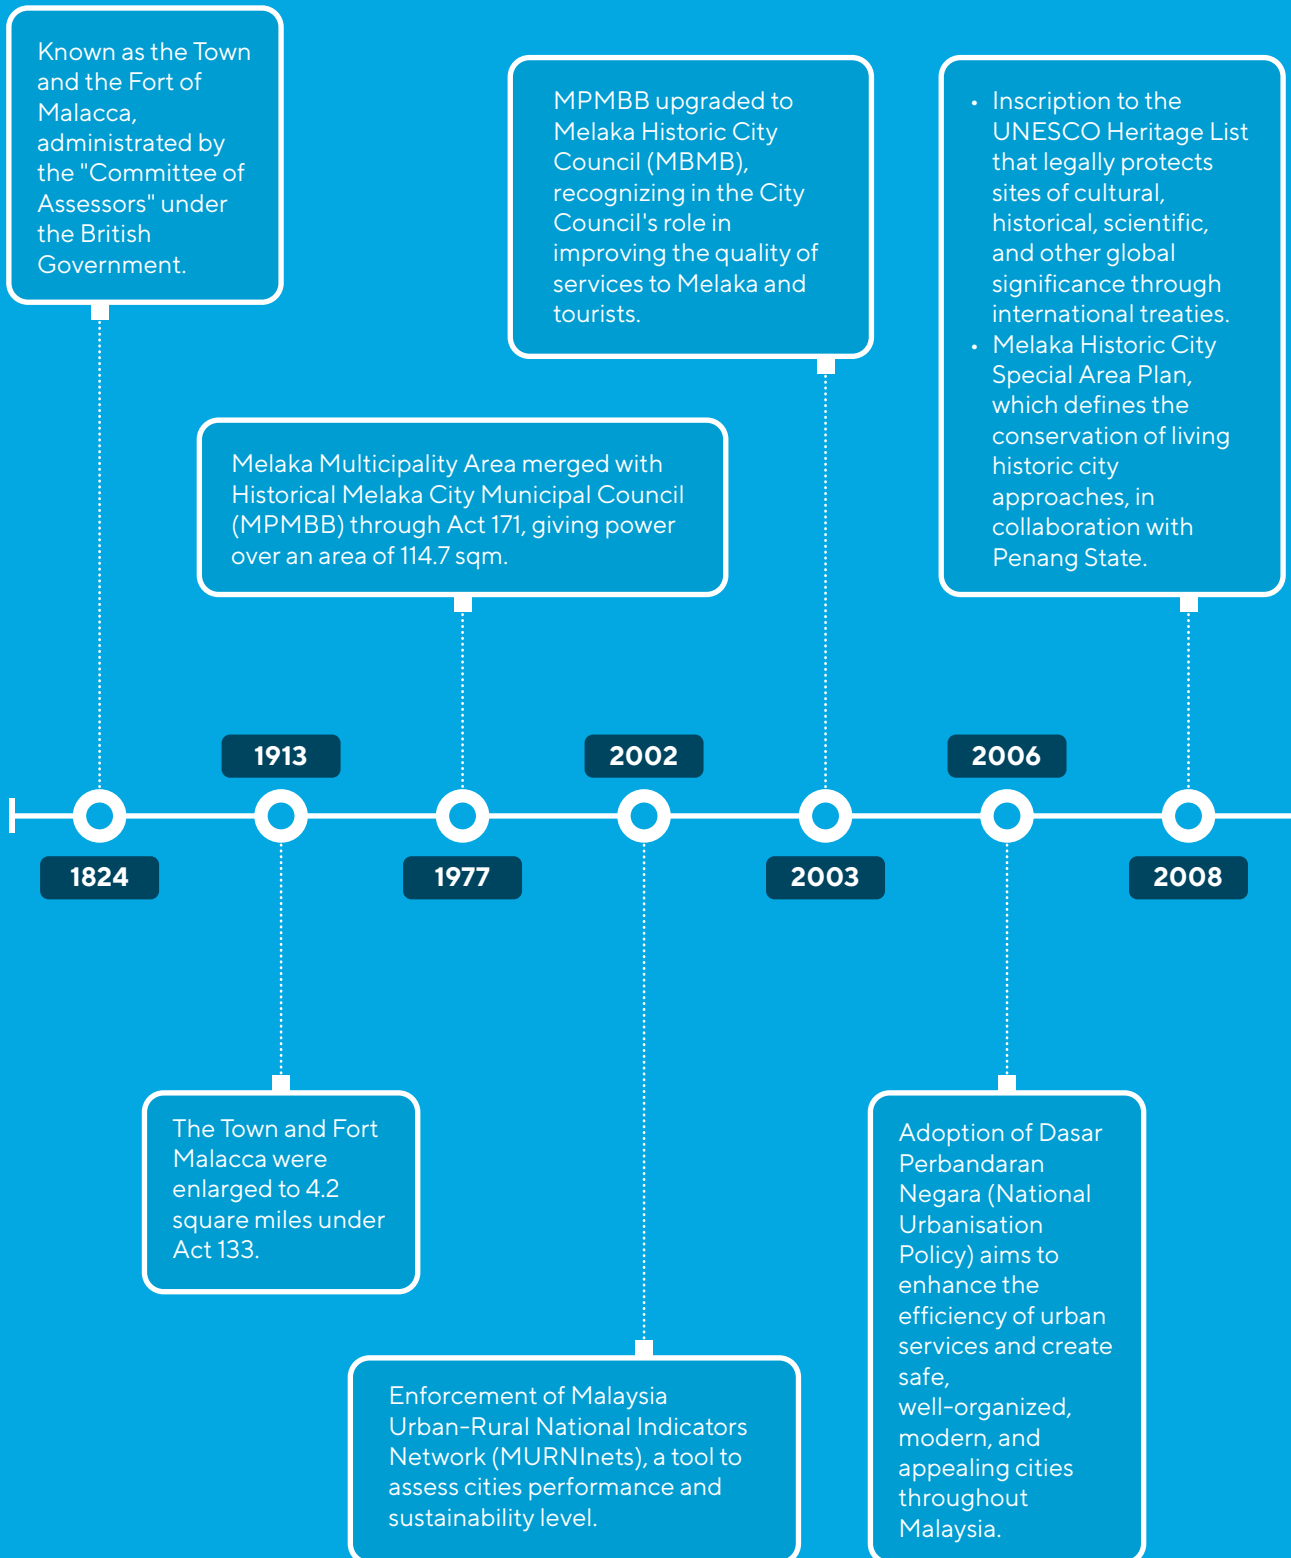 Known as the Town
and the Fort of
Malacca,
administrated by
the "Committee of
Assessors" under
the British
Government.
MPMBB upgraded to
Melaka Historic City
Council (MBMB),
recognizing in the City
Council's role in
improving the quality of
services to Melaka and
tourists.
• Inscription to the
UNESCO Heritage List
that legally protects
sites of cultural,
historical, scientific,
and other global
significance through
international treaties.
• Melaka Historic City
Special Area Plan,
which defines the
conservation of living
historic city
approaches, in
collaboration with
Penang State.
Melaka Multicipality Area merged with
Historical Melaka City Municipal Council
(MPMBB) through Act 171, giving power
over an area of 114.7 sqm.
1913
2002
2006
1824
1977
2003
2008
The Town and Fort
Malacca were
enlarged to 4.2
square miles under
Act 133.
Adoption of Dasar
Perbandaran
Negara (National
Urbanisation
Policy) aims to
enhance the
efficiency of urban
services and create
safe,
well-organized,
modern, and
appealing cities
throughout
Malaysia.
Enforcement of Malaysia
Urban-Rural National Indicators
Network (MURNInets), a tool to
assess cities performance and
sustainability level.